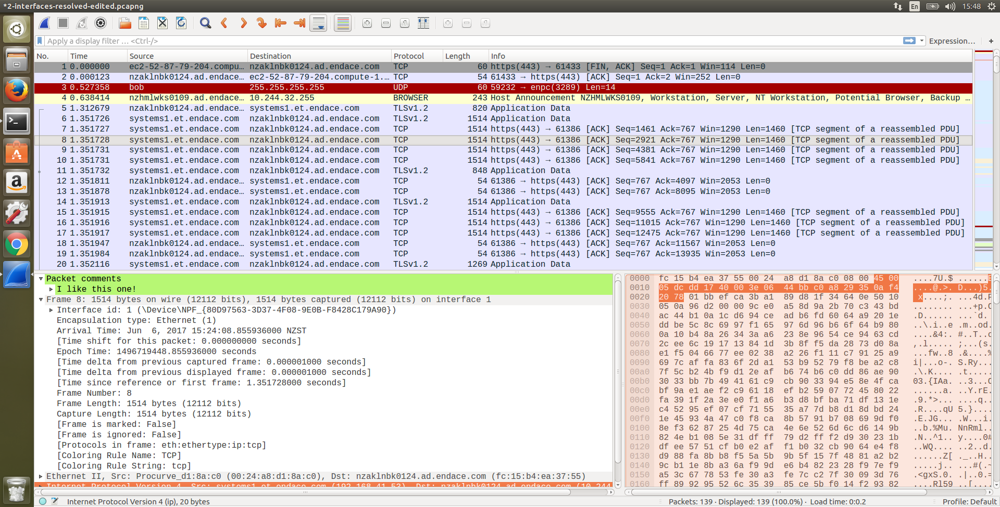 *2-interfaces-resolved-edited.pcapng
En
15:48
Apply a display filter … <Ctrl-/>
Expression…
+
No. Time Source Destination Protocol Length Info
1 0.000000 ec2-52-87-79-204.compu… nzaklnbk0124.ad.endace.com TCP 60 https(443) → 61433 [FIN, ACK] Seq=1 Ack=1 Win=114 Len=0
2 0.000123 nzaklnbk0124.ad.endace… ec2-52-87-79-204.compute-1.… TCP 54 61433 → https(443) [ACK] Seq=1 Ack=2 Win=252 Len=0
3 0.527358 bob 255.255.255.255 UDP 60 59232 → enpc(3289) Len=14
4 0.638414 nzhmlwks0109.ad.endace… 10.244.32.255 BROWSER 243 Host Announcement NZHMLWKS0109, Workstation, Server, NT Workstation, Potential Browser, Backup …
5 1.312679 nzaklnbk0124.ad.endace… systems1.et.endace.com TLSv1.2 820 Application Data
6 1.351726 systems1.et.endace.com nzaklnbk0124.ad.endace.com TLSv1.2 1514 Application Data
7 1.351727 systems1.et.endace.com nzaklnbk0124.ad.endace.com TCP 1514 https(443) → 61386 [ACK] Seq=1461 Ack=767 Win=1290 Len=1460 [TCP segment of a reassembled PDU]
8 1.351728 systems1.et.endace.com nzaklnbk0124.ad.endace.com TCP 1514 https(443) → 61386 [ACK] Seq=2921 Ack=767 Win=1290 Len=1460 [TCP segment of a reassembled PDU]
9 1.351731 systems1.et.endace.com nzaklnbk0124.ad.endace.com TCP 1514 https(443) → 61386 [ACK] Seq=4381 Ack=767 Win=1290 Len=1460 [TCP segment of a reassembled PDU]
10 1.351731 systems1.et.endace.com nzaklnbk0124.ad.endace.com TCP 1514 https(443) → 61386 [ACK] Seq=5841 Ack=767 Win=1290 Len=1460 [TCP segment of a reassembled PDU]
11 1.351732 systems1.et.endace.com nzaklnbk0124.ad.endace.com TLSv1.2 848 Application Data
12 1.351811 nzaklnbk0124.ad.endace… systems1.et.endace.com TCP 54 61386 → https(443) [ACK] Seq=767 Ack=4097 Win=2053 Len=0
13 1.351878 nzaklnbk0124.ad.endace… systems1.et.endace.com TCP 54 61386 → https(443) [ACK] Seq=767 Ack=8095 Win=2053 Len=0
14 1.351913 systems1.et.endace.com nzaklnbk0124.ad.endace.com TLSv1.2 1514 Application Data
15 1.351915 systems1.et.endace.com nzaklnbk0124.ad.endace.com TCP 1514 https(443) → 61386 [ACK] Seq=9555 Ack=767 Win=1290 Len=1460 [TCP segment of a reassembled PDU]
16 1.351916 systems1.et.endace.com nzaklnbk0124.ad.endace.com TCP 1514 https(443) → 61386 [ACK] Seq=11015 Ack=767 Win=1290 Len=1460 [TCP segment of a reassembled PDU]
17 1.351917 systems1.et.endace.com nzaklnbk0124.ad.endace.com TCP 1514 https(443) → 61386 [ACK] Seq=12475 Ack=767 Win=1290 Len=1460 [TCP segment of a reassembled PDU]
18 1.351947 nzaklnbk0124.ad.endace… systems1.et.endace.com TCP 54 61386 → https(443) [ACK] Seq=767 Ack=11567 Win=2053 Len=0
19 1.351984 nzaklnbk0124.ad.endace… systems1.et.endace.com TCP 54 61386 → https(443) [ACK] Seq=767 Ack=13935 Win=2053 Len=0
20 1.352116 systems1.et.endace.com nzaklnbk0124.ad.endace.com TLSv1.2 1269 Application Data
Packet comments
I like this one!
Frame 8: 1514 bytes on wire (12112 bits), 1514 bytes captured (12112 bits) on interface 1
Interface id: 1 (\Device\NPF_{80D97563-3D37-4F08-9E0B-F8428C179A90})
Encapsulation type: Ethernet (1)
Arrival Time: Jun  6, 2017 15:24:08.855936000 NZST
[Time shift for this packet: 0.000000000 seconds]
Epoch Time: 1496719448.855936000 seconds
[Time delta from previous captured frame: 0.000001000 seconds]
[Time delta from previous displayed frame: 0.000001000 seconds]
[Time since reference or first frame: 1.351728000 seconds]
Frame Number: 8
Frame Length: 1514 bytes (12112 bits)
Capture Length: 1514 bytes (12112 bits)
[Frame is marked: False]
[Frame is ignored: False]
[Protocols in frame: eth:ethertype:ip:tcp]
[Coloring Rule Name: TCP]
[Coloring Rule String: tcp]
Ethernet II, Src: Procurve_d1:8a:c0 (00:24:a8:d1:8a:c0), Dst: nzaklnbk0124.ad.endace.com (fc:15:b4:ea:37:55)
Internet Protocol Version 4, Src: systems1.et.endace.com (192.168.41.53), Dst: nzaklnbk0124.ad.endace.com (10.244
0000 fc 15 b4 ea 37 55 00 24 a8 d1 8a c0 08 00 45 00 ....7U.$ ......E
0010 05 dc dd 17 40 00 3e 06 44 bb c0 a8 29 35 0a f4 ....@.>. D...)5.
0020 20 78 01 bb ef ca 3b a1 89 d8 1f 34 64 0e 50 10 x....;. ...4d.P
0030 05 0a 96 d2 00 00 9c e0 a5 8d 9a 2b 70 c3 43 bd ........ ...+p.C
0040 ac 44 b1 0a 1c d6 94 ce ad b6 fd 60 64 a9 20 1e .D...... ...`d.
0050 dd be 5c 8c 69 97 f1 65 97 6d 96 b6 6f 64 b9 80 ..\.i..e .m..od.
0060 0a 10 b4 8a 26 34 3a a6 23 8e 96 54 ce 94 63 cd ....&4:. #..T..c
0070 2c ee 6c 19 17 13 84 1d 3b 8f f5 da 28 73 d0 8a ,.l..... ;...(s.
0080 e1 f5 04 66 77 ee 02 38 a2 26 f1 11 c7 91 25 a9 ...fw..8 .&....%
0090 69 7c af fa 83 6f 2d a1 53 b9 52 79 f8 be a2 c8 i|...o-. S.Ry...
00a0 7f 5c b2 4b f9 d1 2e af b6 74 b6 c0 dd 86 ae 90 .\.K.... .t.....
00b0 30 33 bb 7b 49 41 61 c9 cb 90 33 94 e5 8e 4f ca 03.{IAa. ..3...O
00c0 bf 9a e1 ae f2 c9 61 18 ef b2 59 07 72 45 80 22 ......a. ..Y.rE.
00d0 fa 39 1f 2a 3e e0 f1 a6 b3 d8 bf ba 71 df 13 1e .9.*>... ....q..
00e0 c4 52 95 ef 07 cf 71 55 35 a7 7d b8 d1 8d bd 24 .R....qU 5.}....
00f0 1e 45 93 4a 47 c0 f8 ca 8b 57 91 b7 08 69 9d f0 .E.JG... .W...i.
0100 8e f3 62 87 25 4d 75 ca 4e 6e 52 6d 6c d6 14 9b ..b.%Mu. NnRml..
0110 82 4e b1 08 5e 31 df ff 79 d2 ff f2 d9 30 23 1b .N..^1.. y....0#
0120 df ee 57 51 cf b0 e2 af f1 b0 32 cb 90 64 e4 f8 ..WQ.... ..2..d.
0130 d9 88 fa 8b b8 f5 5a 5b 9b 5f 15 7f 48 81 a2 b2 ......Z[ ._..H..
0140 9c b1 1e 8b a3 6a f9 9d e6 b4 82 23 28 f9 7e f9 .....j.. ...#(.~
0150 a5 3c 67 78 53 fe 30 a3 fe 7c c2 7f 30 09 3d 76 .<gxS.0. .|..0.=
0160 ff 89 92 95 52 6c 35 39 85 ce 5b f0 14 f2 93 82 ....Rl59 ..[....
Internet Protocol Version 4 (ip), 20 bytes
Packets: 139 · Displayed: 139 (100.0%) · Load time: 0:0.2
Profile: Default